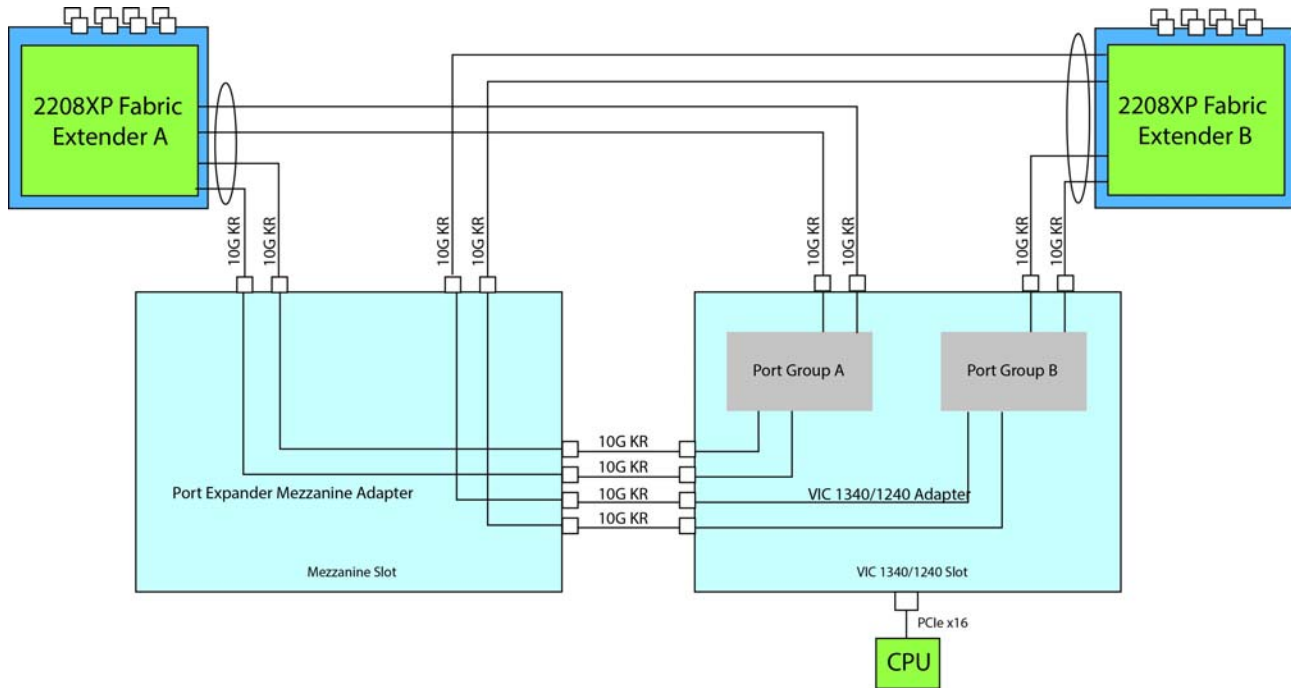 2208XP Fabric
Extender A
2208XP Fabric
Extender B
10G KR
10G KR
10G KR
10G KR
10G KR
10G KR
10G KR
10G KR
Port Group A
Port Group B
10G KR
10G KR
10G KR
10G KR
Port Expander Mezzanine Adapter
VIC 1340/1240 Adapter
Mezzanine Slot
VIC 1340/1240 Slot
PCIe x16
CPU